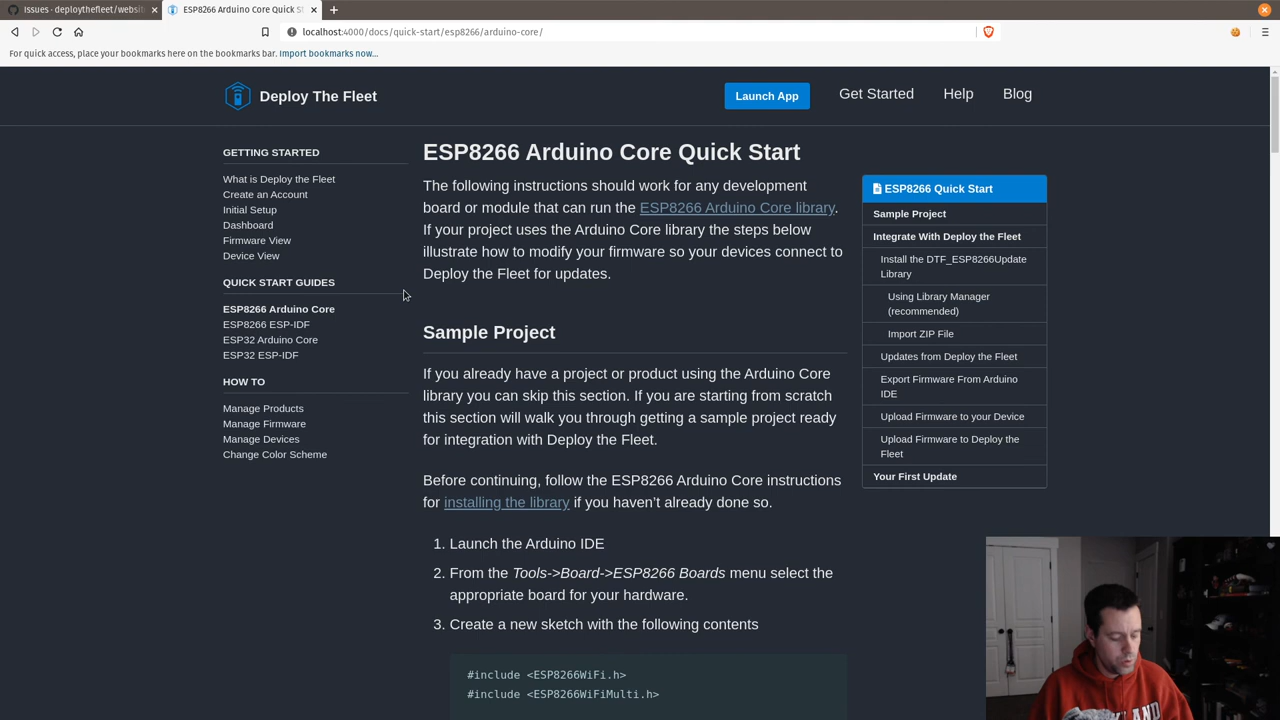 Issues · deploythefleet/websit
ESP8266 Arduino Core Quick S
localhost:4000/docs/quick-start/esp8266/arduino-core/
For quick access, place your bookmarks here on the bookmarks bar. Import bookmarks now...
Deploy The Fleet
Launch App
Get Started
Help
Blog
GETTING STARTED
What is Deploy the Fleet
Create an Account
Initial Setup
Dashboard
Firmware View
Device View
QUICK START GUIDES
ESP8266 Arduino Core
ESP8266 ESP-IDF
ESP32 Arduino Core
ESP32 ESP-IDF
HOW TO
Manage Products
Manage Firmware
Manage Devices
Change Color Scheme
ESP8266 Arduino Core Quick Start
The following instructions should work for any development
board or module that can run the ESP8266 Arduino Core library.
If your project uses the Arduino Core library the steps below
illustrate how to modify your firmware so your devices connect to
Deploy the Fleet for updates.
Sample Project
If you already have a project or product using the Arduino Core
library you can skip this section. If you are starting from scratch
this section will walk you through getting a sample project ready
for integration with Deploy the Fleet.
Before continuing, follow the ESP8266 Arduino Core instructions
for installing the library if you haven’t already done so.
1. Launch the Arduino IDE
2. From the Tools->Board->ESP8266 Boards menu select the
appropriate board for your hardware.
3. Create a new sketch with the following contents
#include <ESP8266WiFi.h>
#include <ESP8266WiFiMulti.h>
ESP8266 Quick Start
Sample Project
Integrate With Deploy the Fleet
Install the DTF_ESP8266Update
Library
Using Library Manager
(recommended)
Import ZIP File
Updates from Deploy the Fleet
Export Firmware From Arduino
IDE
Upload Firmware to your Device
Upload Firmware to Deploy the
Fleet
Your First Update